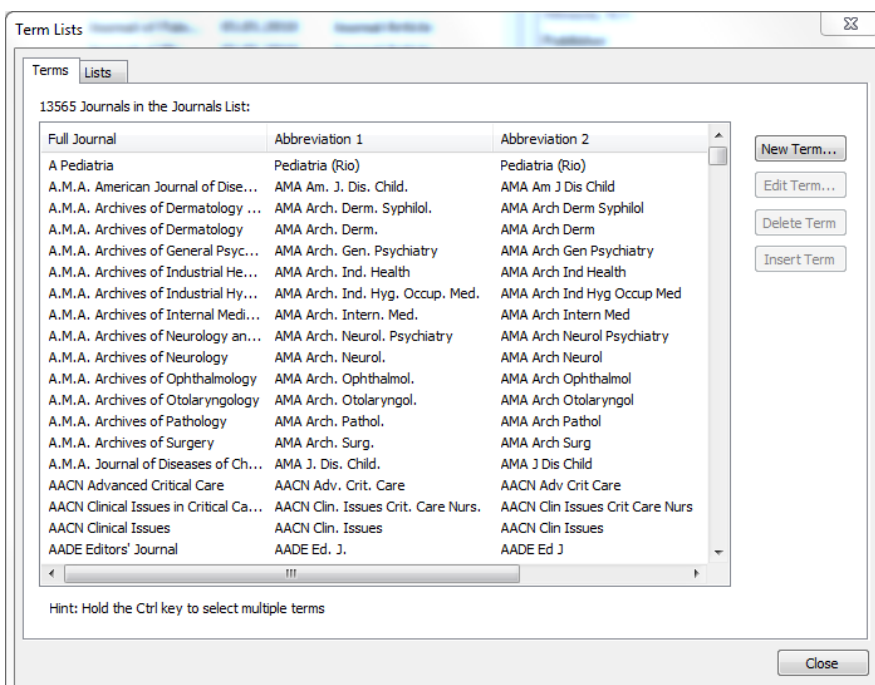 Term Lists
Terms Lists
13565 Journals in the Journals List:
Full Journal Abbreviation 1 Abbreviation 2
A Pediatria Pediatria (Rio) Pediatria (Rio)
A.M.A. American Journal of Dise... AMA Am. J. Dis. Child. AMA Am J Dis Child
A.M.A. Archives of Dermatology ... AMA Arch. Derm. Syphilol. AMA Arch Derm Syphilol
A.M.A. Archives of Dermatology AMA Arch. Derm. AMA Arch Derm
A.M.A. Archives of General Psyc... AMA Arch. Gen. Psychiatry AMA Arch Gen Psychiatry
A.M.A. Archives of Industrial He... AMA Arch. Ind. Health AMA Arch Ind Health
A.M.A. Archives of Industrial Hy... AMA Arch. Ind. Hyg. Occup. Med. AMA Arch Ind Hyg Occup Med
A.M.A. Archives of Internal Medi... AMA Arch. Intern. Med. AMA Arch Intern Med
A.M.A. Archives of Neurology an... AMA Arch. Neurol. Psychiatry AMA Arch Neurol Psychiatry
A.M.A. Archives of Neurology AMA Arch. Neurol. AMA Arch Neurol
A.M.A. Archives of Ophthalmology AMA Arch. Ophthalmol. AMA Arch Ophthalmol
A.M.A. Archives of Otolaryngology AMA Arch. Otolaryngol. AMA Arch Otolaryngol
A.M.A. Archives of Pathology AMA Arch. Pathol. AMA Arch Pathol
A.M.A. Archives of Surgery AMA Arch. Surg. AMA Arch Surg
A.M.A. Journal of Diseases of Ch... AMA J. Dis. Child. AMA J Dis Child
AACN Advanced Critical Care AACN Adv. Crit. Care AACN Adv Crit Care
AACN Clinical Issues in Critical Ca... AACN Clin. Issues Crit. Care Nurs. AACN Clin Issues Crit Care Nurs
AACN Clinical Issues AACN Clin. Issues AACN Clin Issues
AADE Editors' Journal AADE Ed. J. AADE Ed J
New Term...
Edit Term...
Delete Term
Insert Term
Hint: Hold the Ctrl key to select multiple terms
Close